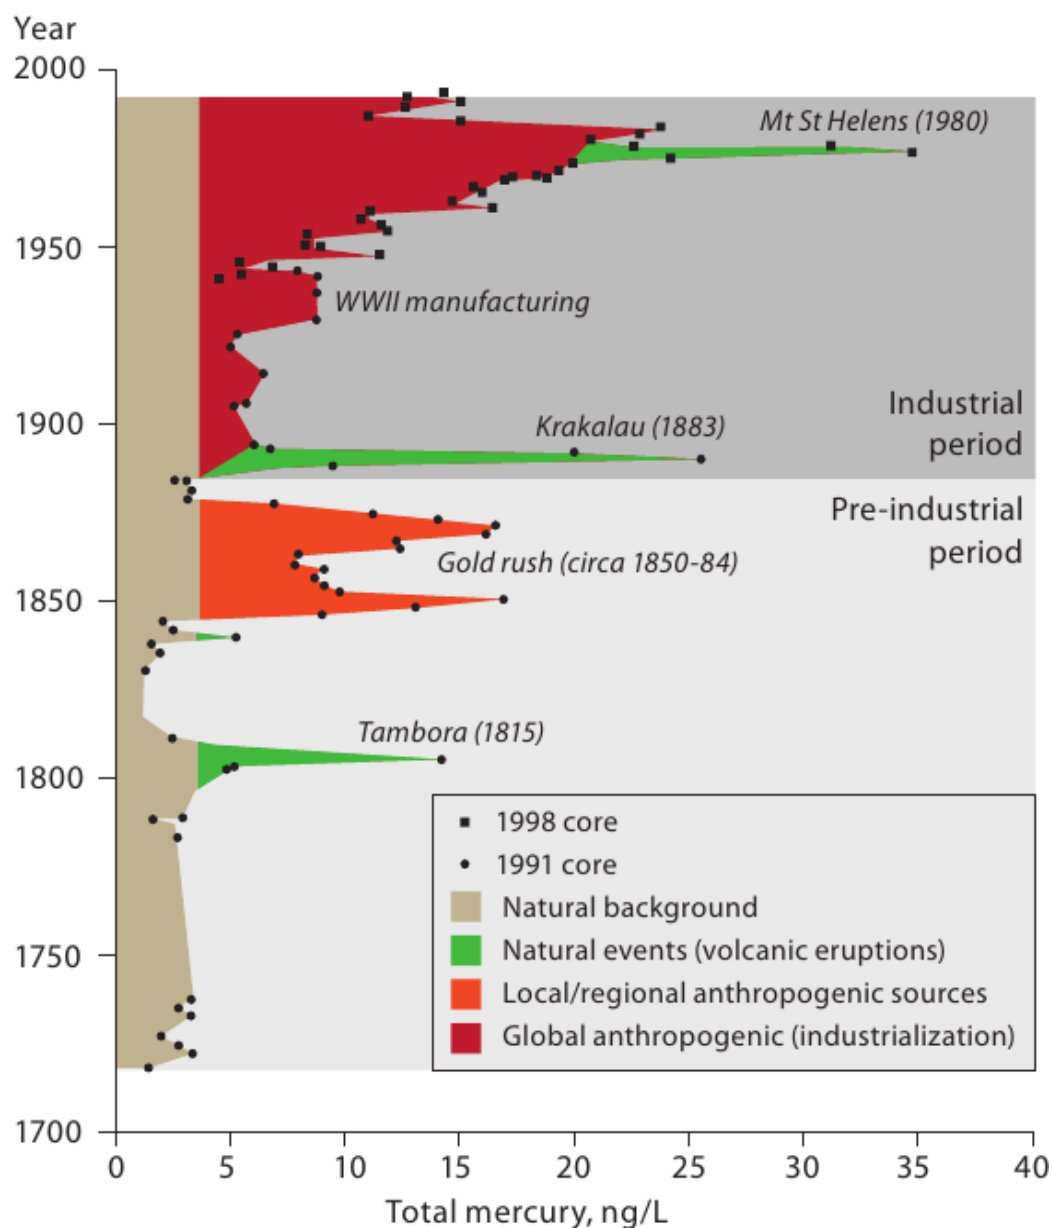 Year
2000
1950
1900
1850
1800
1750
1700
Mt St Helens (1980)
WWII manufacturing
Krakalau (1883)
Industrial
period
Pre-industrial
period
Gold rush (circa 1850-84)
Tambora (1815)
1998 core
1991 core
Natural background
Natural events (volcanic eruptions)
Local/regional anthropogenic sources
Global anthropogenic (industrialization)
0 5 10 15 20 25 30 35 40
Total mercury, ng/L